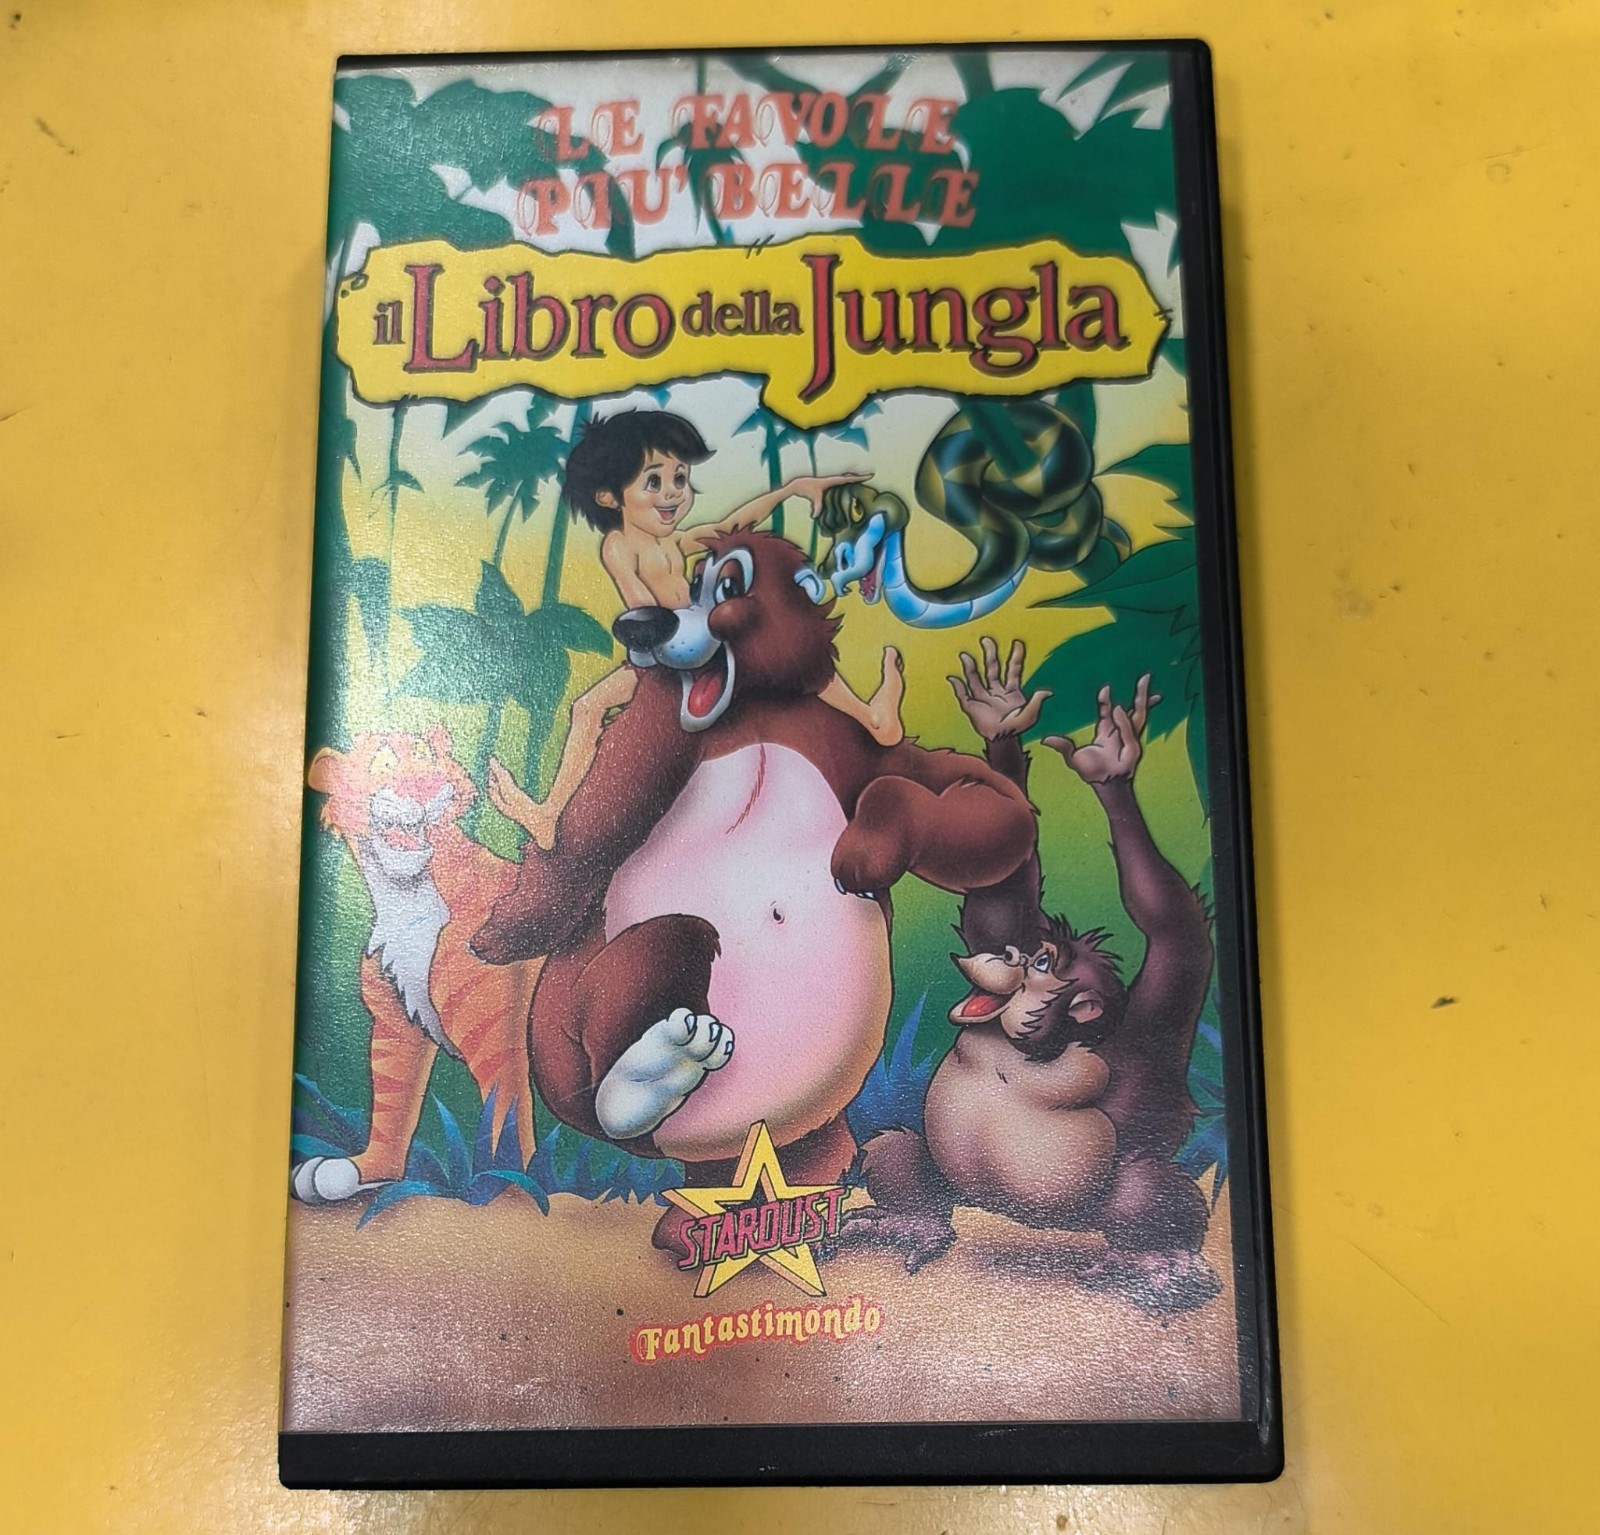 LE FAVOLE
PIU' BELLE
il Libro della Jungla
STARDUST
Fantastimondo